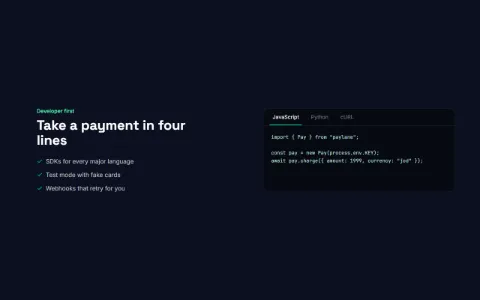 Developer first
Take a payment in four
lines
SDKs for every major language
Test mode with fake cards
Webhooks that retry for you
JavaScript Python cURL
import { Pay } from "paylane";
const pay = new Pay(process.env.KEY);
await pay.charge({ amount: 1999, currency: "jod" });